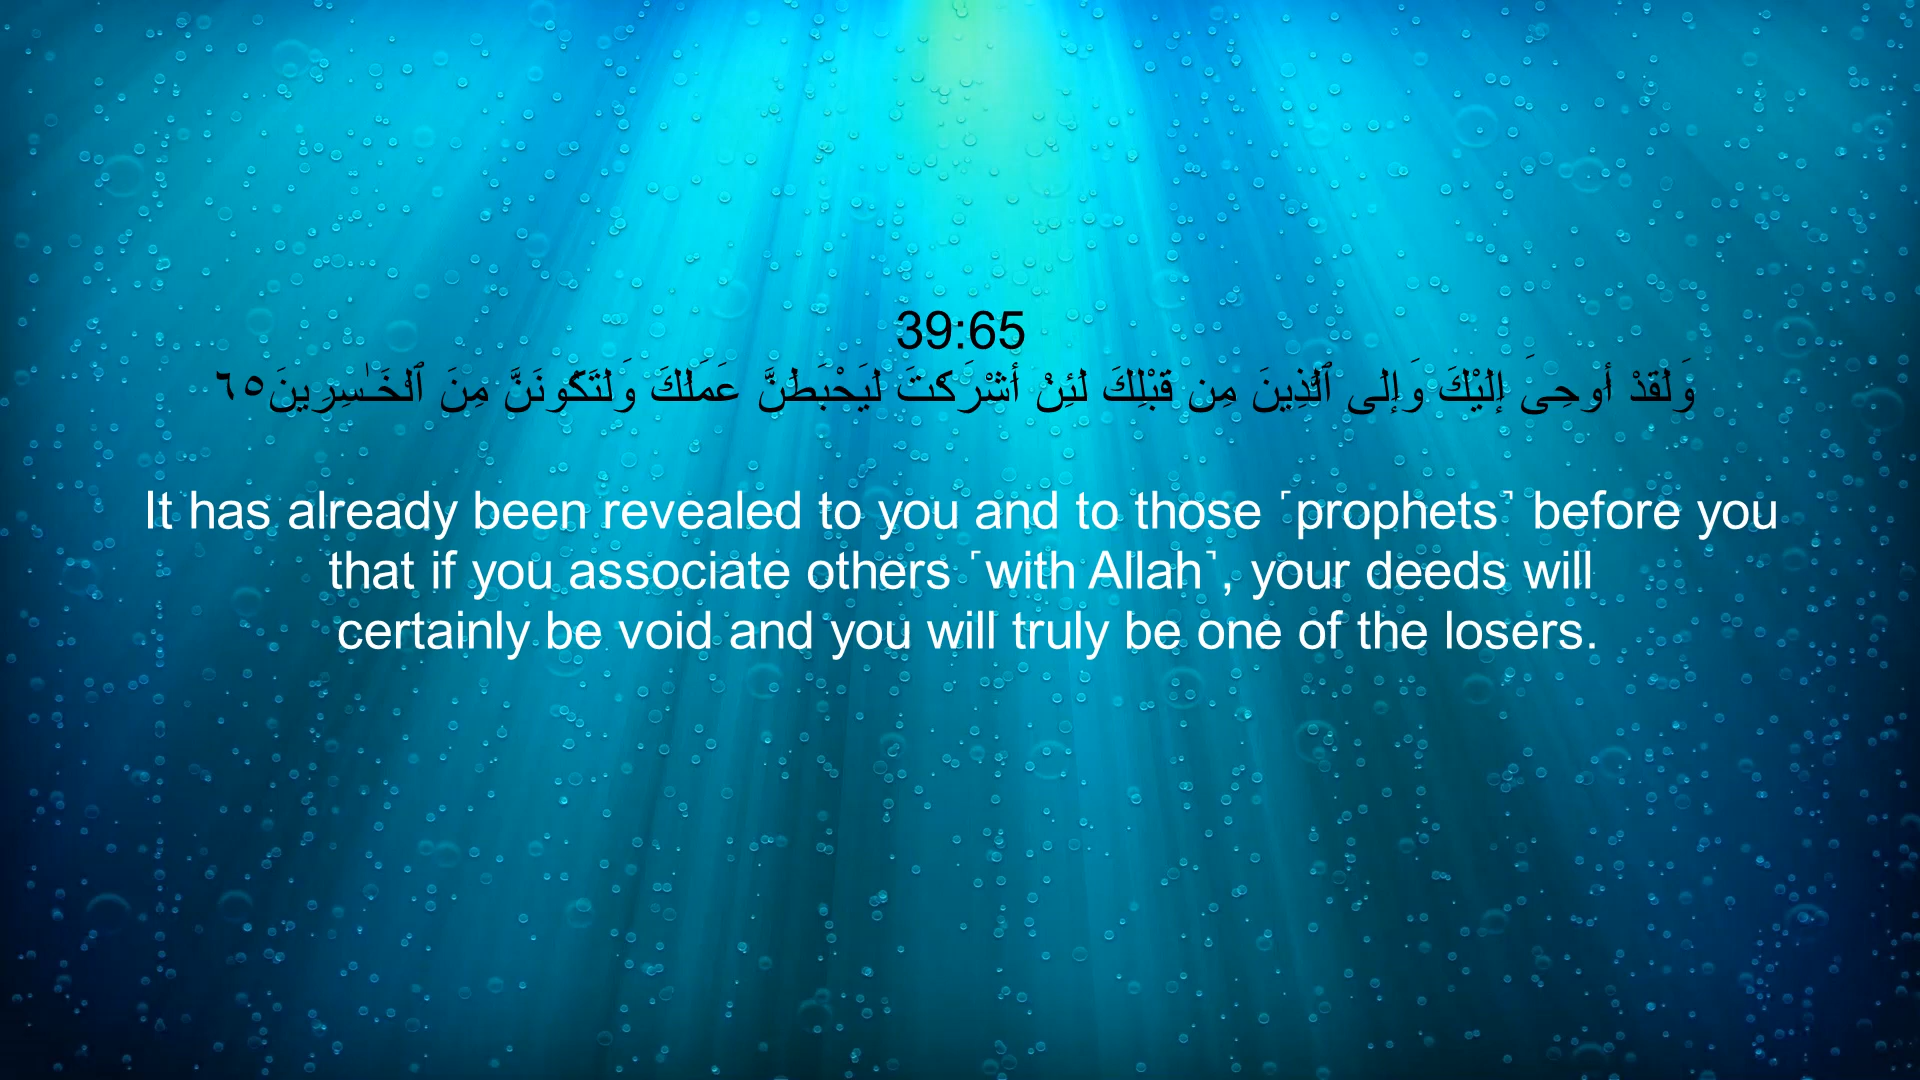 39:65
وَلَقَدْ أُوحِىَ إِلَيْكَ وَإِلَى ٱلَّذِينَ مِن قَبْلِكَ لَئِنْ أَشْرَكْتَ لَيَحْبَطَنَّ عَمَلُكَ وَلَتَكُونَنَّ مِنَ ٱلْخَـٰسِرِينَ٦٥
It has already been revealed to you and to those ˹prophets˺ before you
that if you associate others ˹with Allah˺, your deeds will
certainly be void and you will truly be one of the losers.